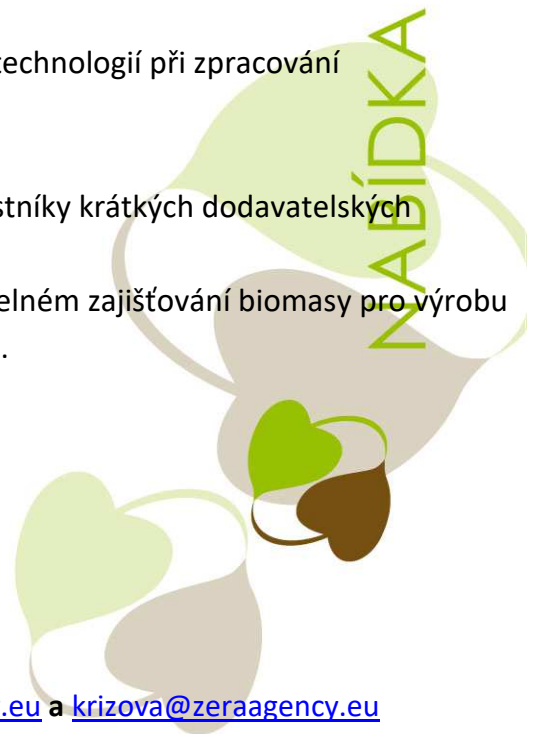 NABÍDKA
technologií při zpracování
stníky krátkých dodavatelských
elném zajišťování biomasy pro výrobu
.
.eu a krizova@zeraagency.eu